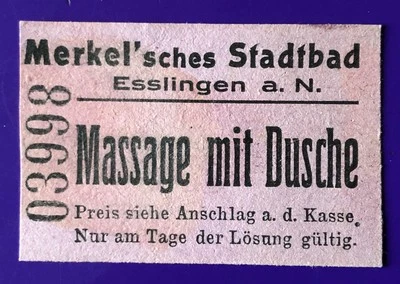 Merkel'sches Stadtbad
Esslingen a. N.
03998
Massage mit Dusche
Preis siehe Anschlag a. d. Kasse.
Nur am Tage der Lösung gültig.